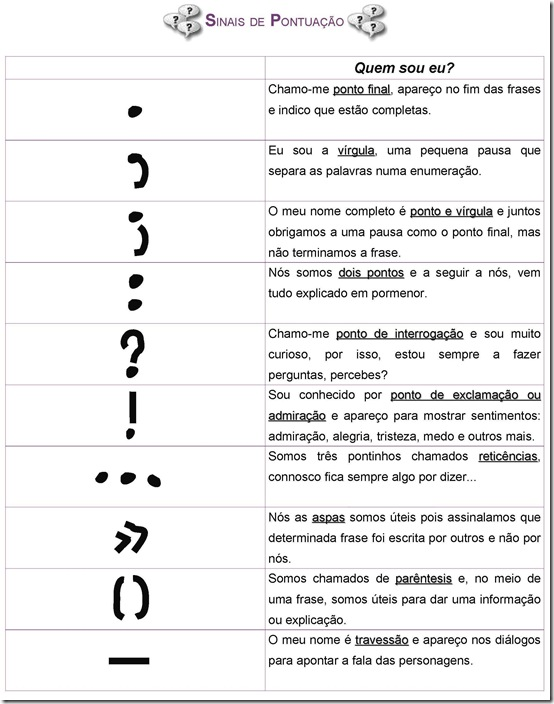 SINAIS DE PONTUAÇÃO
Quem sou eu?
.
Chamo-me ponto final, apareço no fim das frases
e indico que estão completas.
,
Eu sou a vírgula, uma pequena pausa que
separa as palavras numa enumeração.
;
O meu nome completo é ponto e vírgula e juntos
obrigamos a uma pausa como o ponto final, mas
não terminamos a frase.
:
Nós somos dois pontos e a seguir a nós, vem
tudo explicado em pormenor.
?
Chamo-me ponto de interrogação e sou muito
curioso, por isso, estou sempre a fazer
perguntas, percebes?
!
Sou conhecido por ponto de exclamação ou
admiração e apareço para mostrar sentimentos:
admiração, alegria, tristeza, medo e outros mais.
...
Somos três pontinhos chamados reticências,
connosco fica sempre algo por dizer...
»
Nós as aspas somos úteis pois assinalamos que
determinada frase foi escrita por outros e não por
nós.
()
Somos chamados de parêntesis e, no meio de
uma frase, somos úteis para dar uma informação
ou explicação.
—
O meu nome é travessão e apareço nos diálogos
para apontar a fala das personagens.